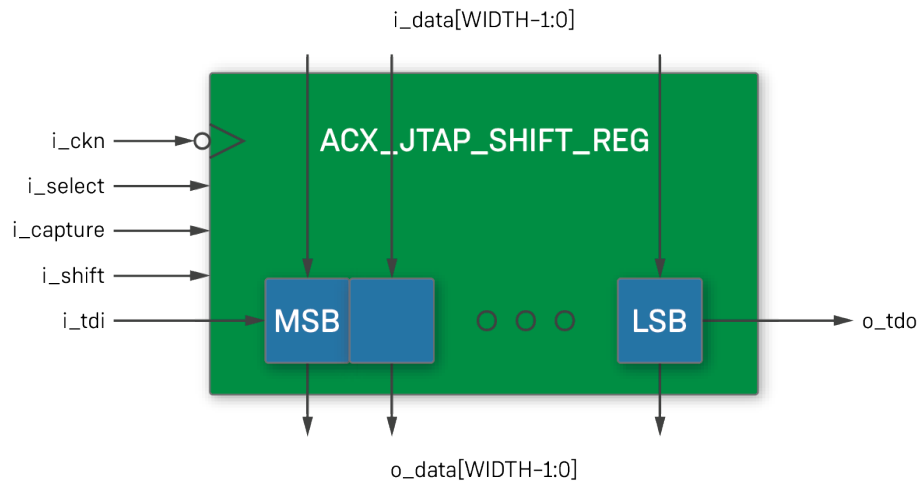 i_data[WIDTH-1:0]
ACX_JTAP_SHIFT_REG
i_ckn
i_select
i_capture
i_shift
i_tdi
MSB
LSB
o_tdo
o_data[WIDTH-1:0]